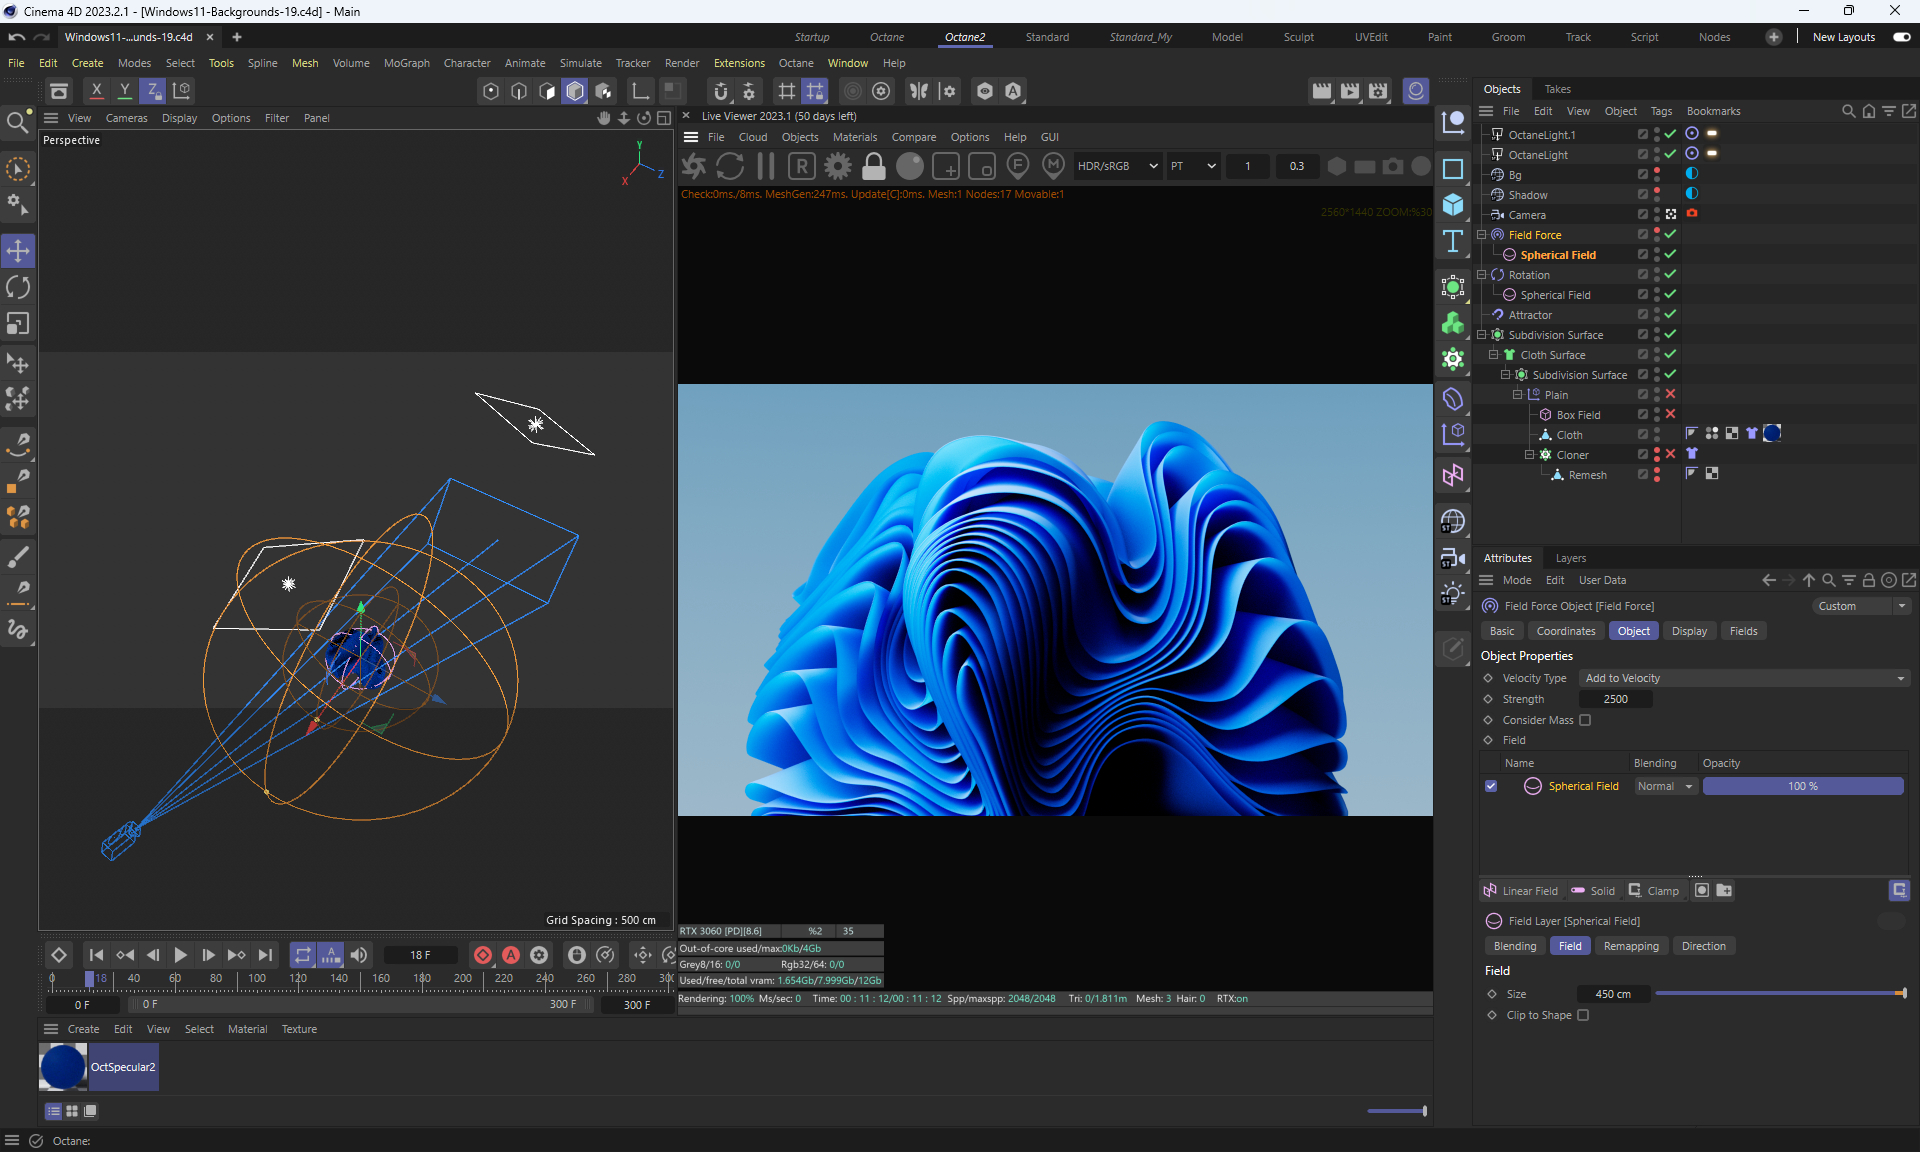 Cinema 4D 2023.2.1 - [Windows11-Backgrounds-19.c4d] - Main
Windows11-...unds-19.c4d
Startup Octane Octane2 Standard Standard_My Model Sculpt UVEdit Paint Groom Track Script Nodes New Layouts
File Edit Create Modes Select Tools Spline Mesh Volume MoGraph Character Animate Simulate Tracker Render Extensions Octane Window Help
X Y Z
View Cameras Display Options Filter Panel
Perspective
Y
Z
X
Grid Spacing : 500 cm
Live Viewer 2023.1 (50 days left)
File Cloud Objects Materials Compare Options Help GUI
R F M HDR/sRGB PT 1 0.3
Check:0ms./8ms. MeshGen:247ms. Update[C]:0ms. Mesh:1 Nodes:17 Movable:1
2560*1440 ZOOM:%30
RTX 3060 [PD][8.6] %2 35
Out-of-core used/max:0Kb/4Gb
Grey8/16: 0/0 Rgb32/64: 0/0
Used/free/total vram: 1.654Gb/7.999Gb/12Gb
Rendering: 100% Ms/sec: 0 Time: 00 : 11 : 12/00 : 11 : 12 Spp/maxspp: 2048/2048 Tri: 0/1.811m Mesh: 3 Hair: 0 RTX:on
18 F
0 18 40 60 80 100 120 140 160 180 200 220 240 260 280
0 F 0 F 300 F 300 F
Create Edit View Select Material Texture
OctSpecular2
Octane:
Objects Takes
File Edit View Object Tags Bookmarks
OctaneLight.1
OctaneLight
Bg
Shadow
Camera
Field Force
Spherical Field
Rotation
Spherical Field
Attractor
Subdivision Surface
Cloth Surface
Subdivision Surface
Plain
Box Field
Cloth
Cloner
Remesh
ST
ST
ST
Attributes Layers
Mode Edit User Data
Field Force Object [Field Force] Custom
Basic Coordinates Object Display Fields
Object Properties
Velocity Type Add to Velocity
Strength 2500
Consider Mass
Field
Name Blending Opacity
Spherical Field Normal 100 %
Linear Field Solid Clamp
Field Layer [Spherical Field]
Blending Field Remapping Direction
Field
Size 450 cm
Clip to Shape